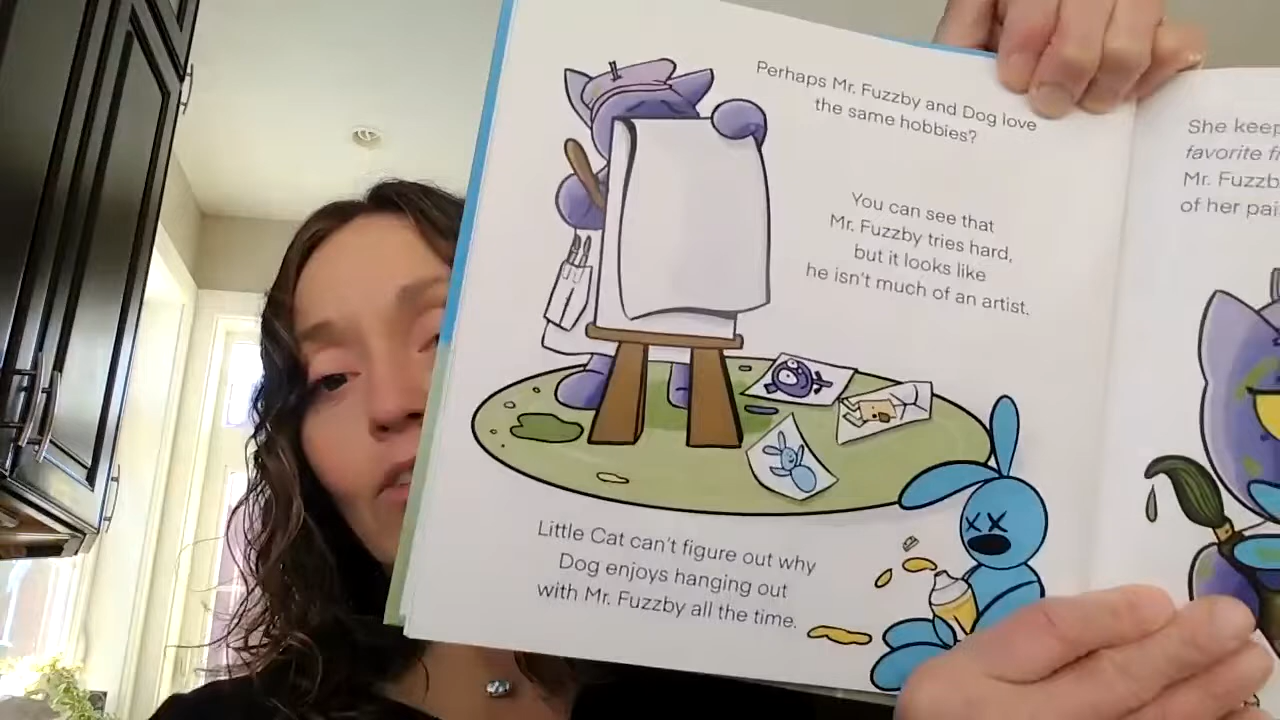 Perhaps Mr. Fuzzby and Dog love
the same hobbies?
You can see that
Mr. Fuzzby tries hard,
but it looks like
he isn't much of an artist.
Little Cat can't figure out why
Dog enjoys hanging out
with Mr. Fuzzby all the time.
She keep
favorite
Mr. Fuzzb
of her